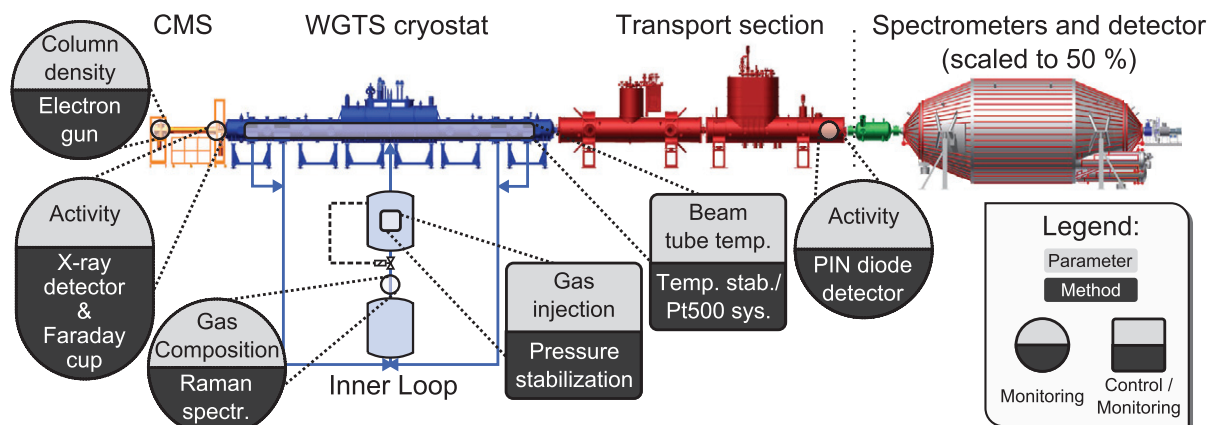 CMS
WGTS cryostat
Transport section
Spectrometers and detector
(scaled to 50 %)
Column
density
Electron
gun
Activity
X-ray
detector
&
Faraday
cup
Gas
Composition
Raman
spectr.
Inner Loop
Gas
injection
Pressure
stabilization
Beam
tube temp.
Temp. stab./
Pt500 sys.
Activity
PIN diode
detector
Legend:
Parameter
Method
Monitoring
Control /
Monitoring